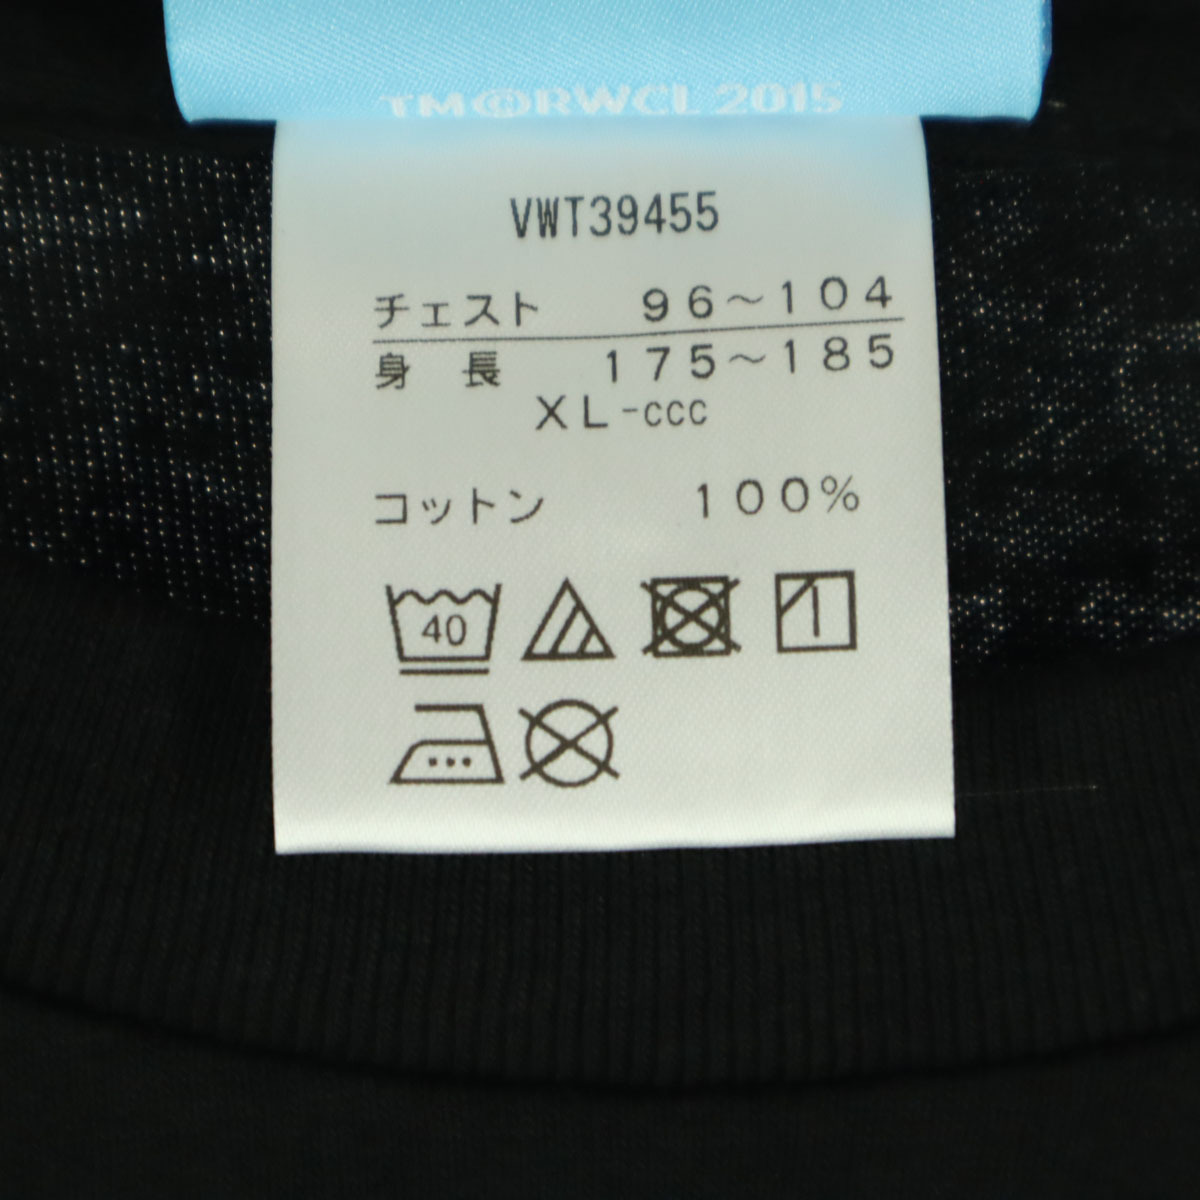 TM©RWCL 2015
VWT39455
チェスト 96～104
身 長 175～185
XL-ccc
コットン 100%
40